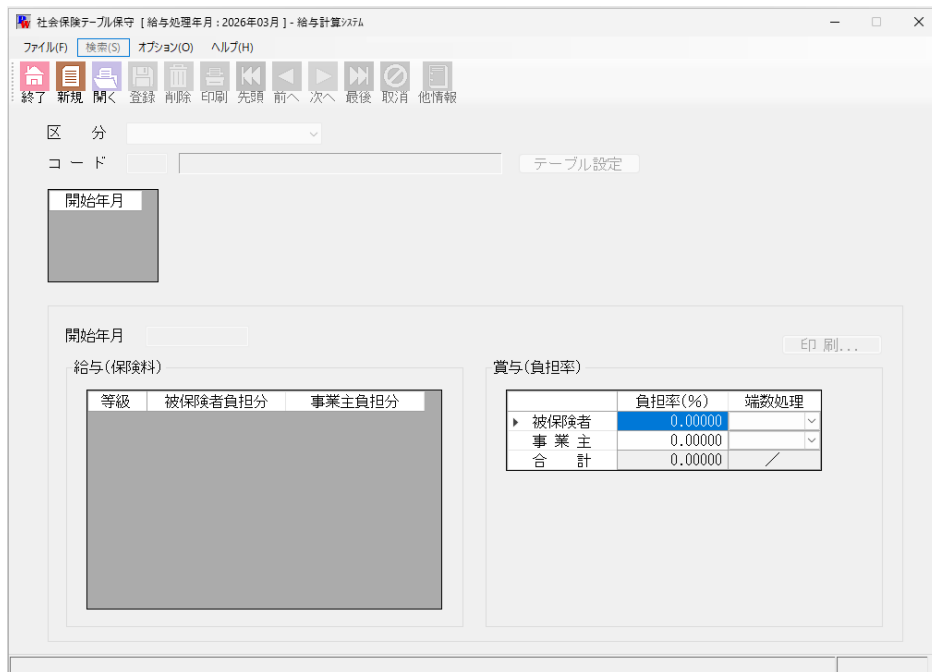 社会保険テーブル保守 [ 給与処理年月 : 2026年03月 ] - 給与計算システム
ファイル(F) 検索(S) オプション(O) ヘルプ(H)
終了 新規 開く 登録 削除 印刷 先頭 前へ 次へ 最後 取消 他情報
区 分
コード テーブル設定
開始年月
開始年月
印 刷...
給与(保険料) 賞与(負担率)
等級 被保険者負担分 事業主負担分
負担率(%) 端数処理
被保険者 0.00000
事 業 主 0.00000
合 計 0.00000 ／